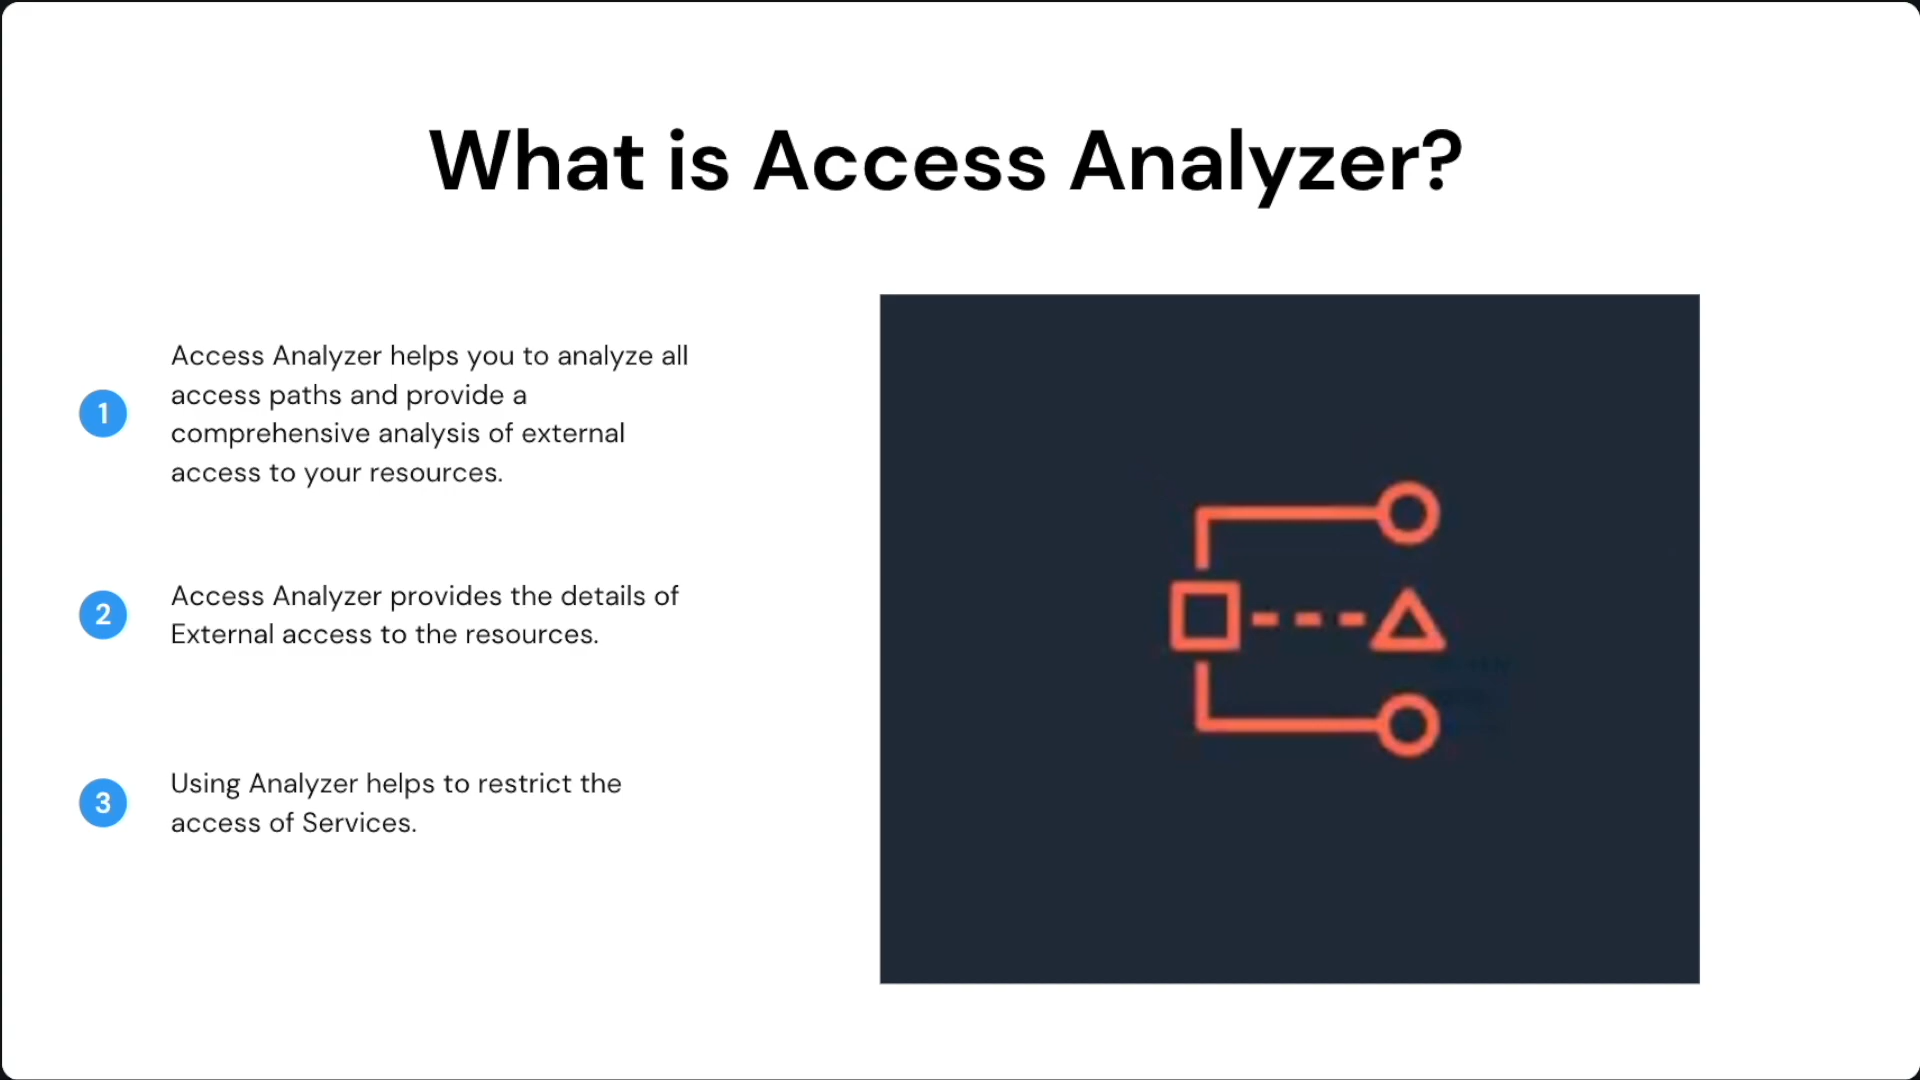 What is Access Analyzer?
1
Access Analyzer helps you to analyze all
access paths and provide a
comprehensive analysis of external
access to your resources.
2
Access Analyzer provides the details of
External access to the resources.
3
Using Analyzer helps to restrict the
access of Services.